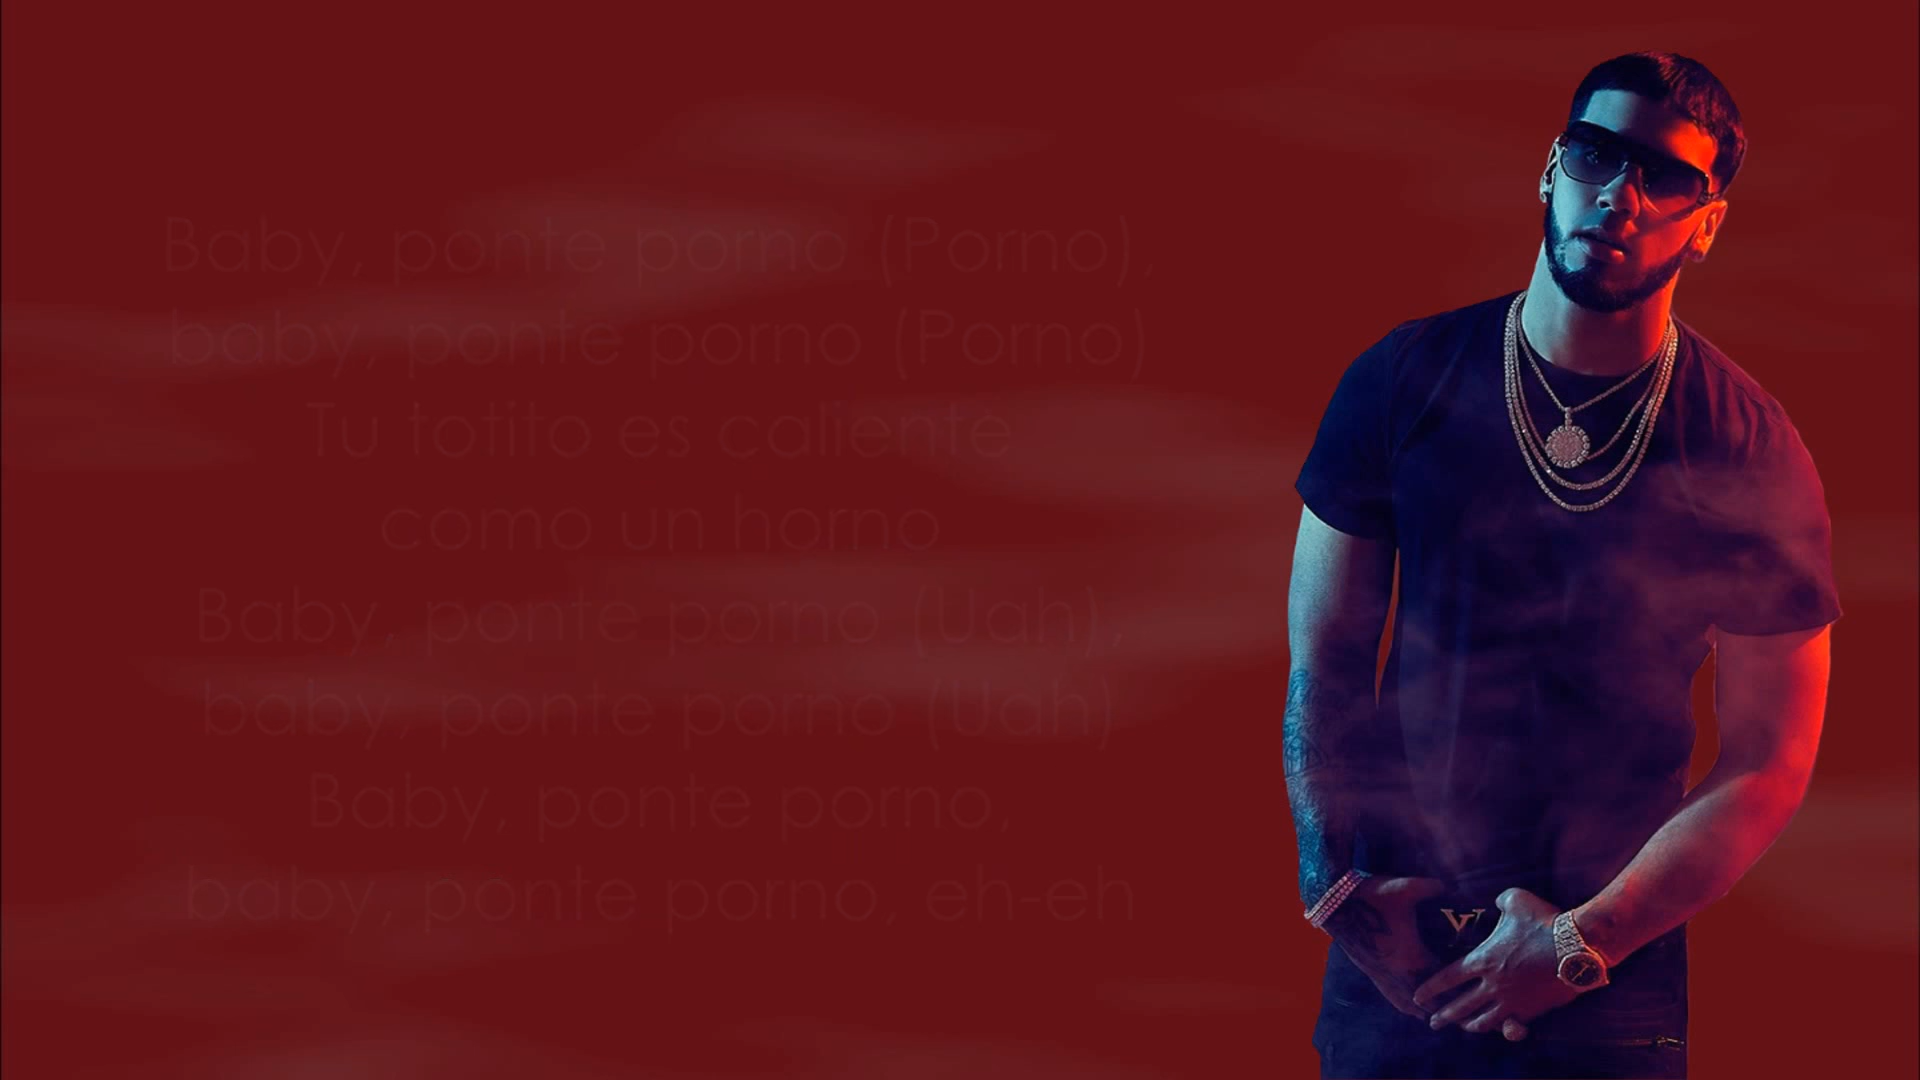 Baby, ponte porno (Porno),
baby, ponte porno (Porno)
Tu totito es caliente
como un horno
Baby, ponte porno (Uah),
baby, ponte porno (Uah)
Baby, ponte porno,
baby, ponte porno, eh-eh